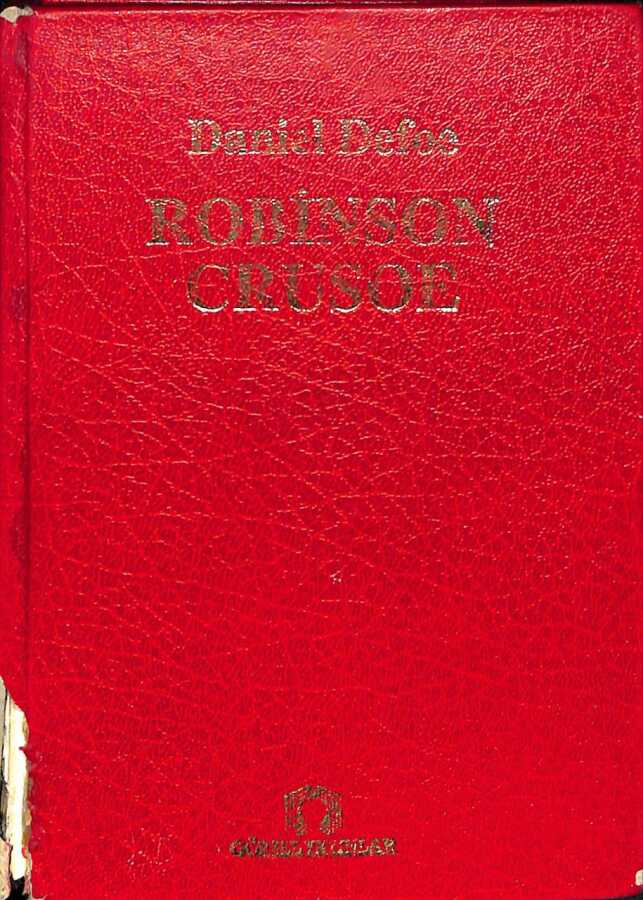 Daniel Defoe
ROBİNSON
CRUSOE
GÖRSEL YAYINLAR